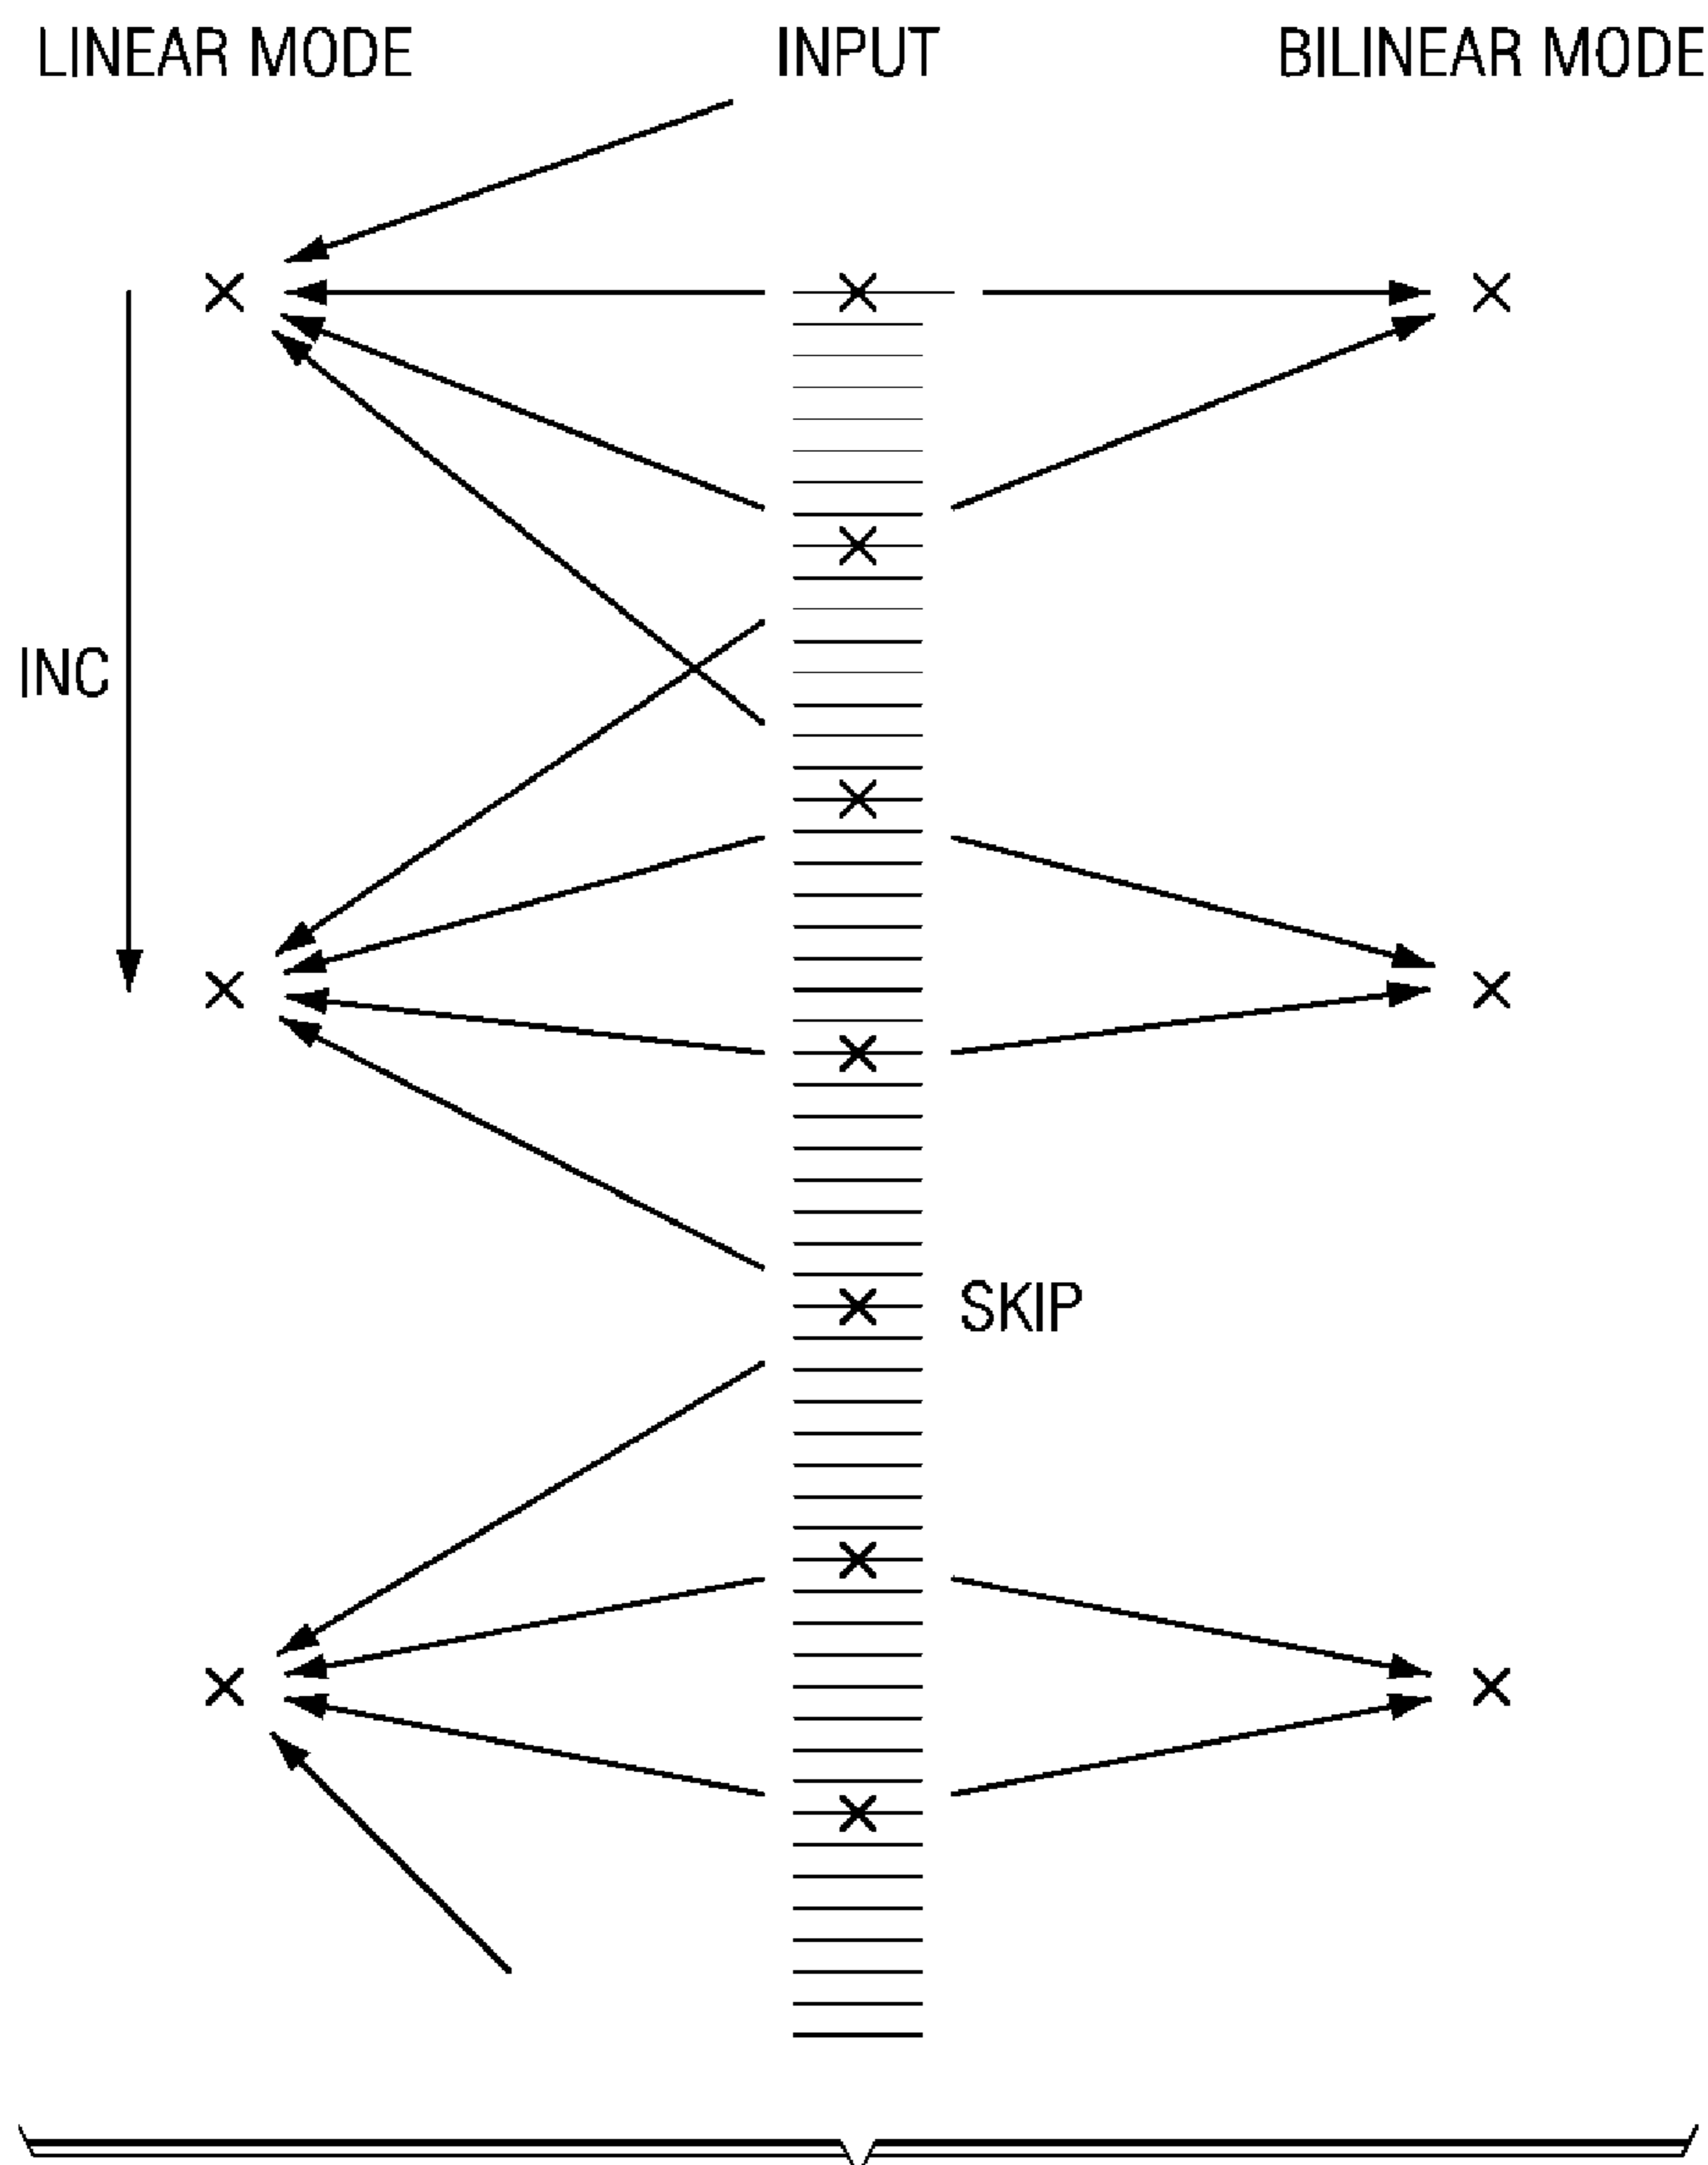 LINEAR MODE
INPUT
BILINEAR MODE
INC
SKIP